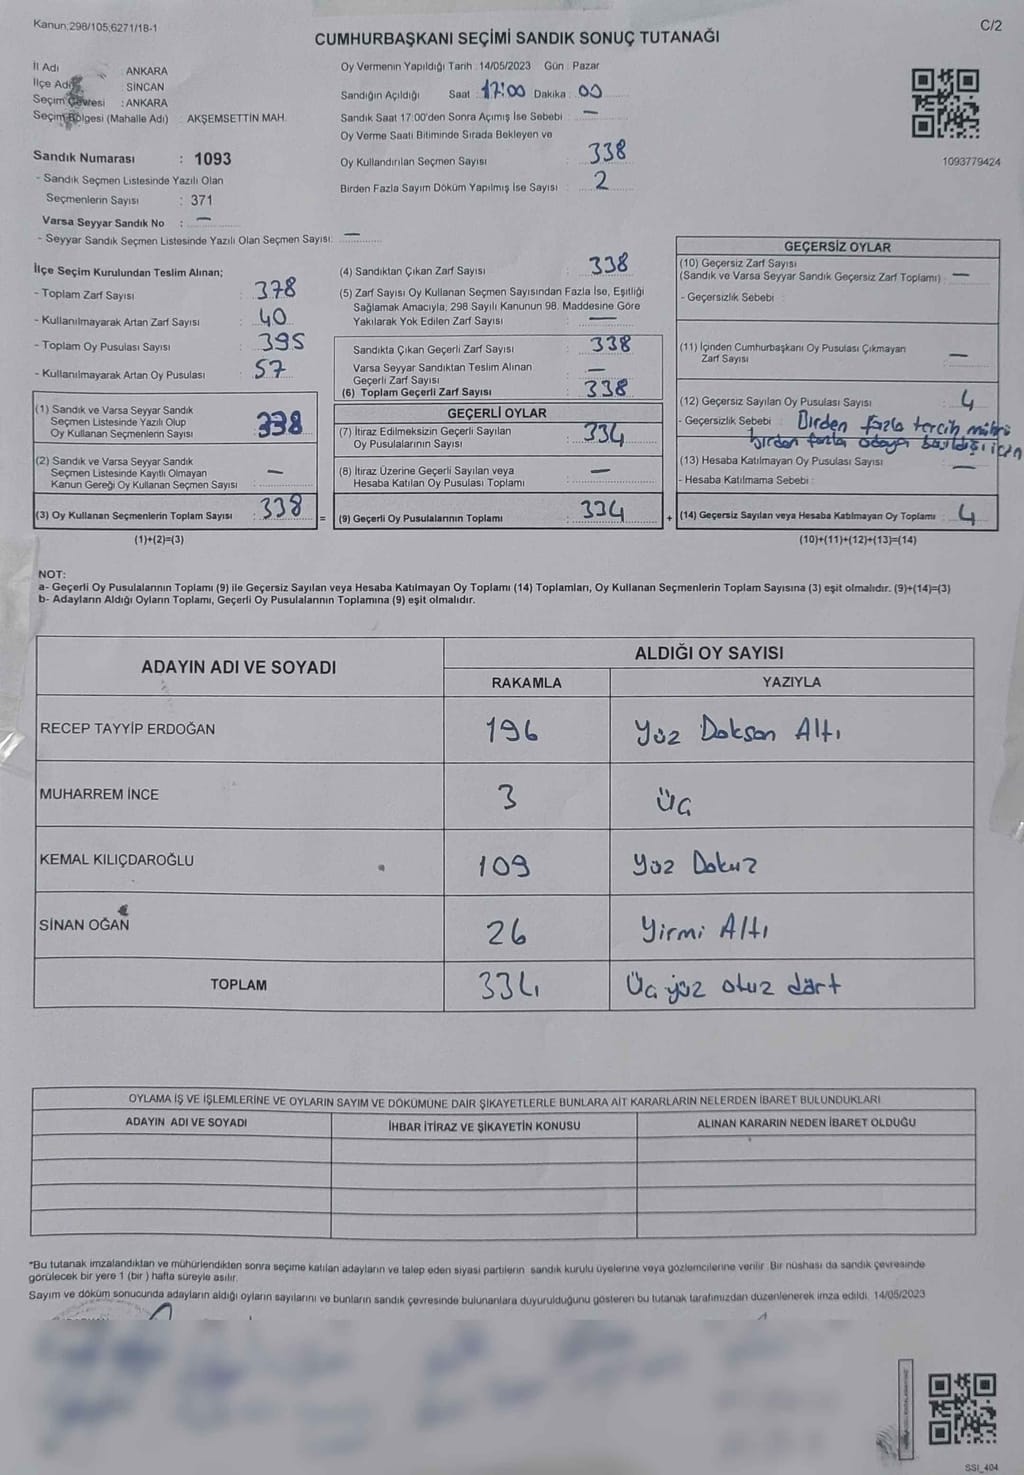 Kanun;298/105;6271/18-1
C/2
CUMHURBAŞKANI SEÇİMİ SANDIK SONUÇ TUTANAĞI
İl Adı : ANKARA
İlçe Adı : SİNCAN
Seçim Çevresi : ANKARA
Seçim Bölgesi (Mahalle Adı) : AKŞEMSETTİN MAH.
Sandık Numarası : 1093
- Sandık Seçmen Listesinde Yazılı Olan
Seçmenlerin Sayısı : 371
Varsa Seyyar Sandık No : —
- Seyyar Sandık Seçmen Listesinde Yazılı Olan Seçmen Sayısı: —
Oy Vermenin Yapıldığı Tarih : 14/05/2023 Gün : Pazar
Sandığın Açıldığı Saat : 17:00 Dakika : 00
Sandık Saat 17:00'den Sonra Açımış İse Sebebi : —
Oy Verme Saati Bitiminde Sırada Bekleyen ve
Oy Kullandırılan Seçmen Sayısı : 338
Birden Fazla Sayım Döküm Yapılmış İse Sayısı : 2
1093779424
İlçe Seçim Kurulundan Teslim Alınan;
- Toplam Zarf Sayısı : 378
- Kullanılmayarak Artan Zarf Sayısı : 40
- Toplam Oy Pusulası Sayısı : 395
- Kullanılmayarak Artan Oy Pusulası : 57
(1) Sandık ve Varsa Seyyar Sandık
Seçmen Listesinde Yazılı Olup
Oy Kullanan Seçmenlerin Sayısı : 338
(2) Sandık ve Varsa Seyyar Sandık
Seçmen Listesinde Kayıtlı Olmayan
Kanun Gereği Oy Kullanan Seçmen Sayısı : —
(3) Oy Kullanan Seçmenlerin Toplam Sayısı : 338
(1)+(2)=(3)
(4) Sandıktan Çıkan Zarf Sayısı : 338
(5) Zarf Sayısı Oy Kullanan Seçmen Sayısından Fazla İse, Eşitliği
Sağlamak Amacıyla; 298 Sayılı Kanunun 98. Maddesine Göre
Yakılarak Yok Edilen Zarf Sayısı : —
Sandıkta Çıkan Geçerli Zarf Sayısı : 338
Varsa Seyyar Sandıktan Teslim Alınan
Geçerli Zarf Sayısı : —
(6) Toplam Geçerli Zarf Sayısı : 338
GEÇERLİ OYLAR
(7) İtiraz Edilmeksizin Geçerli Sayılan
Oy Pusulalarının Sayısı : 334
(8) İtiraz Üzerine Geçerli Sayılan veya
Hesaba Katılan Oy Pusulası Toplamı : —
= (9) Geçerli Oy Pusulalarının Toplamı : 334
GEÇERSİZ OYLAR
(10) Geçersiz Zarf Sayısı
(Sandık ve Varsa Seyyar Sandık Geçersiz Zarf Toplamı) : —
- Geçersizlik Sebebi :
(11) İçinden Cumhurbaşkanı Oy Pusulası Çıkmayan
Zarf Sayısı : —
(12) Geçersiz Sayılan Oy Pusulası Sayısı : 4
- Geçersizlik Sebebi : Birden fazla tercih mührü
birden fazla adaya basıldığı için
(13) Hesaba Katılmayan Oy Pusulası Sayısı : —
- Hesaba Katılmama Sebebi :
+ (14) Geçersiz Sayılan veya Hesaba Katılmayan Oy Toplamı : 4
(10)+(11)+(12)+(13)=(14)
NOT:
a- Geçerli Oy Pusulalarının Toplamı (9) ile Geçersiz Sayılan veya Hesaba Katılmayan Oy Toplamı (14) Toplamları, Oy Kullanan Seçmenlerin Toplam Sayısına (3) eşit olmalıdır. (9)+(14)=(3)
b- Adayların Aldığı Oyların Toplamı, Geçerli Oy Pusulalarının Toplamına (9) eşit olmalıdır.
ADAYIN ADI VE SOYADI
ALDIĞI OY SAYISI
RAKAMLA YAZIYLA
RECEP TAYYİP ERDOĞAN 196 Yüz Doksan Altı
MUHARREM İNCE 3 Üç
KEMAL KILIÇDAROĞLU 109 Yüz Dokuz
SİNAN OĞAN 26 Yirmi Altı
TOPLAM 334 Üç yüz otuz dört
OYLAMA İŞ VE İŞLEMLERİNE VE OYLARIN SAYIM VE DÖKÜMÜNE DAİR ŞİKAYETLERLE BUNLARA AİT KARARLARIN NELERDEN İBARET BULUNDUKLARI
ADAYIN ADI VE SOYADI İHBAR İTİRAZ VE ŞİKAYETİN KONUSU ALINAN KARARIN NEDEN İBARET OLDUĞU
*Bu tutanak imzalandıktan ve mühürlendikten sonra seçime katılan adayların ve talep eden siyasi partilerin sandık kurulu üyelerine veya gözlemcilerine verilir. Bir nüshası da sandık çevresinde
görülecek bir yere 1 (bir ) hafta süreyle asılır.
Sayım ve döküm sonucunda adayların aldığı oyların sayılarını ve bunların sandık çevresinde bulunanlara duyurulduğunu gösteren bu tutanak tarafımızdan düzenlenerek imza edildi. 14/05/2023
SSI_404